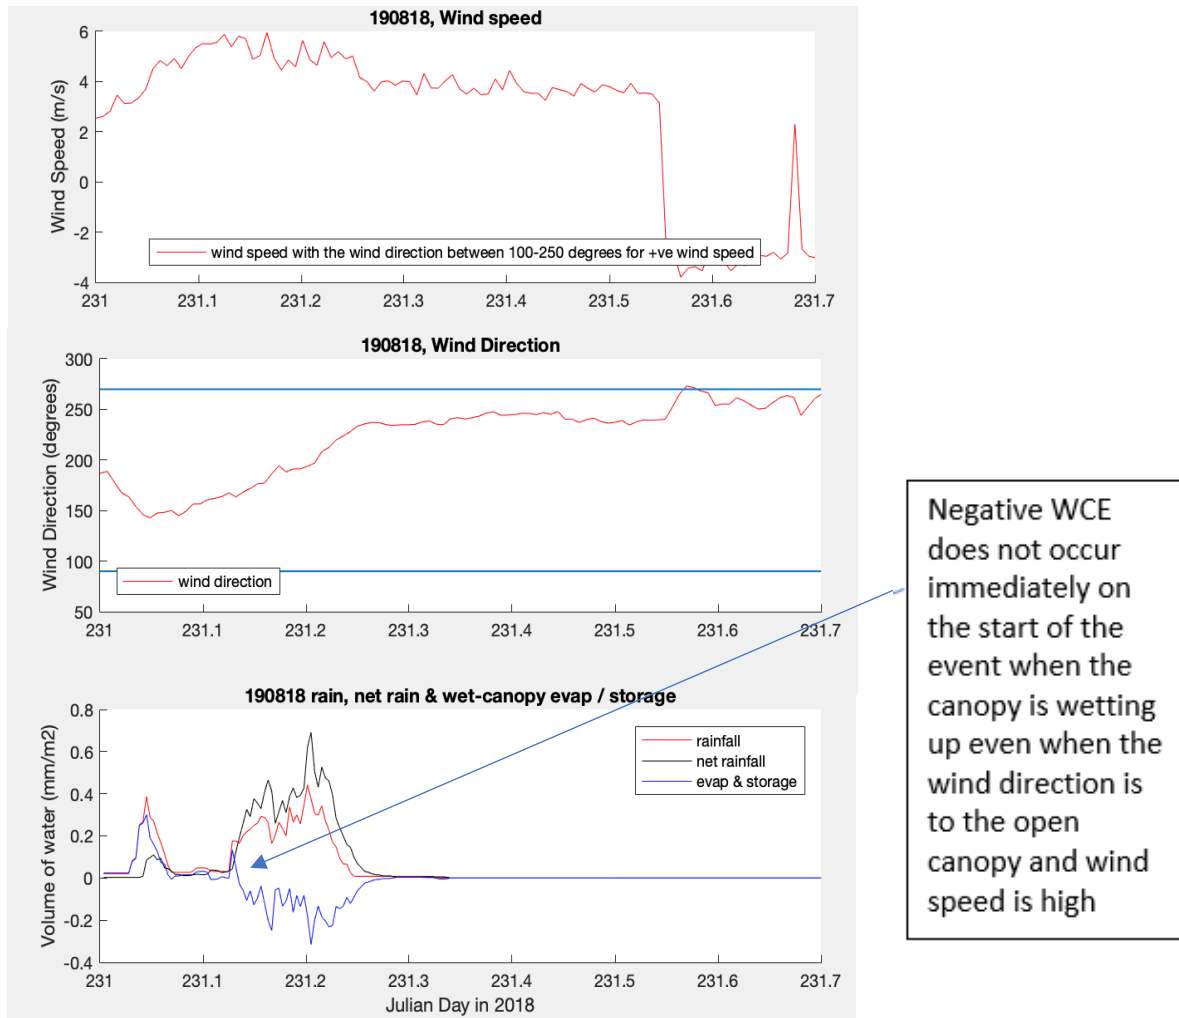 190818, Wind speed
6
4
2
0
-2
-4
Wind Speed (m/s)
wind speed with the wind direction between 100-250 degrees for +ve wind speed
231 231.1 231.2 231.3 231.4 231.5 231.6 231.7
190818, Wind Direction
300
250
200
150
100
50
Wind Direction (degrees)
wind direction
231 231.1 231.2 231.3 231.4 231.5 231.6 231.7
190818 rain, net rain & wet-canopy evap / storage
0.8
0.6
0.4
0.2
0
-0.2
-0.4
Volume of water (mm/m2)
rainfall
net rainfall
evap & storage
231 231.1 231.2 231.3 231.4 231.5 231.6 231.7
Julian Day in 2018
Negative WCE
does not occur
immediately on
the start of the
event when the
canopy is wetting
up even when the
wind direction is
to the open
canopy and wind
speed is high